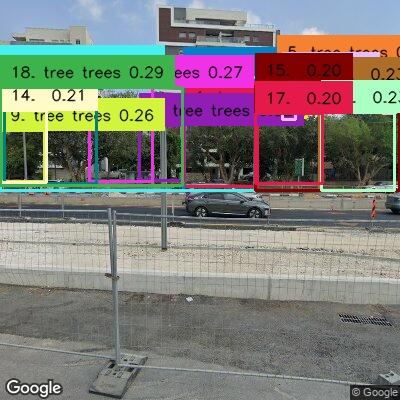 5. tree trees 0.
18. tree trees 0.29
ees 0.27
15. 0.20
0.23
14. 0.21
17. 0.20
0.23
9. tree trees 0.26
tree trees
Google
Google